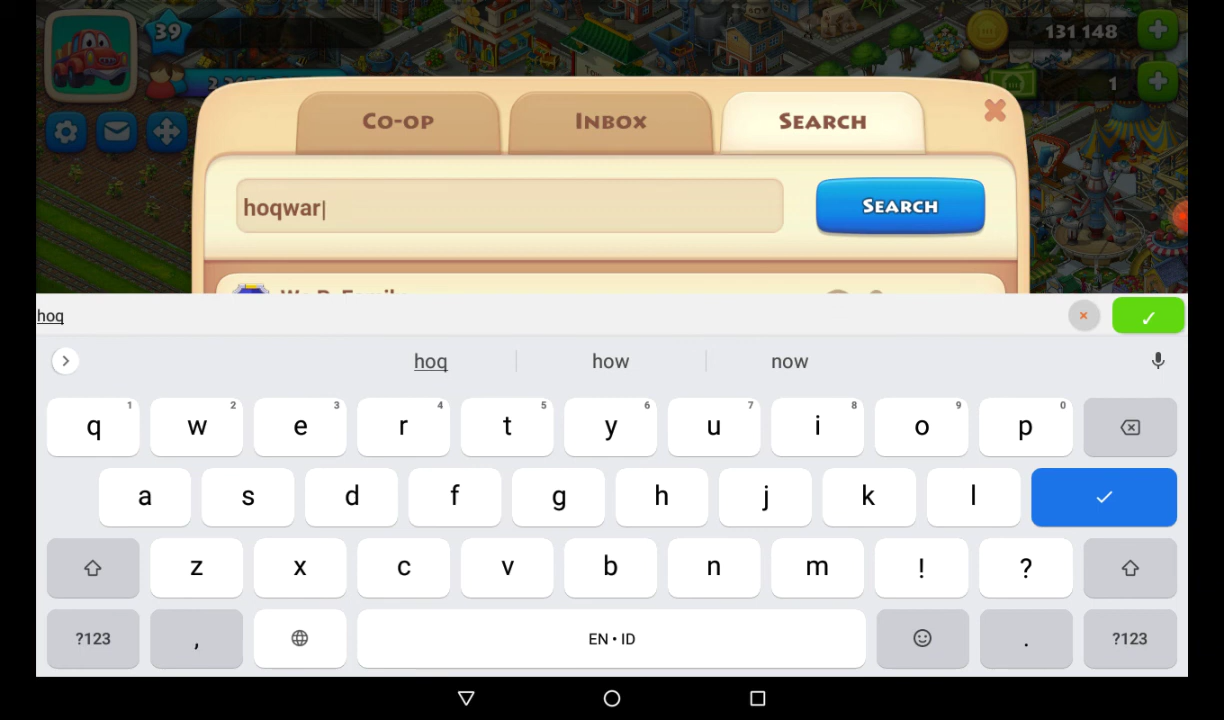 39
131 148
1
CO-OP
INBOX
SEARCH
hoqwar
SEARCH
hoq
hoq
how
now
q 1
w 2
e 3
r 4
t 5
y 6
u 7
i 8
o 9
p 0
a
s
d
f
g
h
j
k
l
z
x
c
v
b
n
m
!
?
?123
,
EN • ID
.
?123